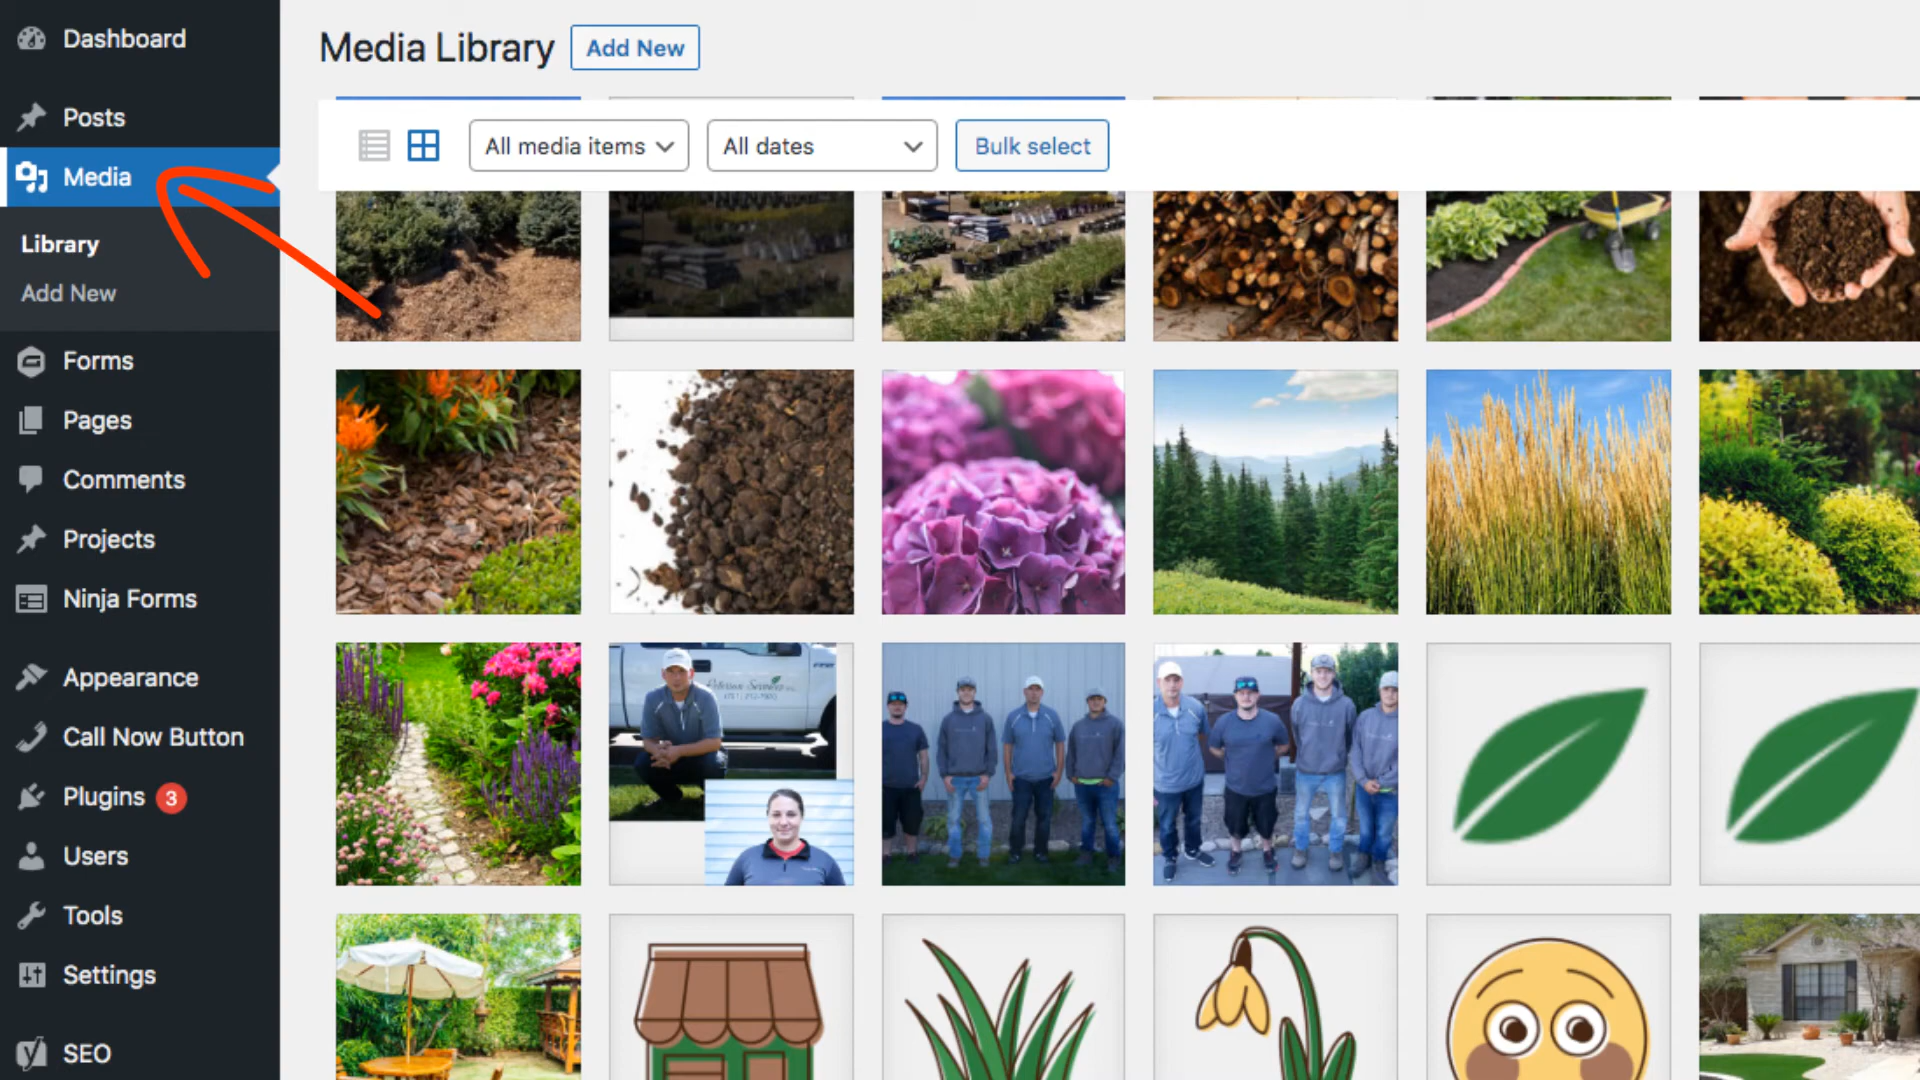 Dashboard
Posts
Media
Library
Add New
Forms
Pages
Comments
Projects
Ninja Forms
Appearance
Call Now Button
Plugins 3
Users
Tools
Settings
SEO
Media Library Add New
All media items All dates Bulk select